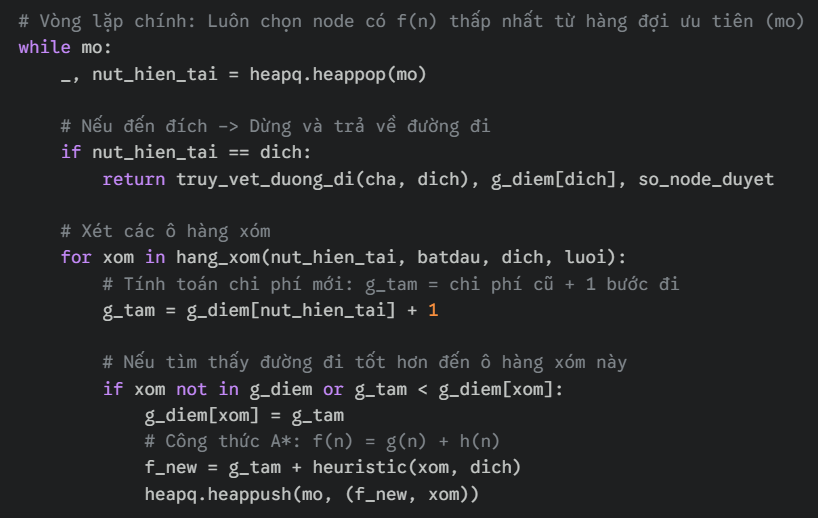 # Vòng lặp chính: Luôn chọn node có f(n) thấp nhất từ hàng đợi ưu tiên (mo)
while mo:
    _, nut_hien_tai = heapq.heappop(mo)

    # Nếu đến đích -> Dừng và trả về đường đi
    if nut_hien_tai == dich:
        return truy_vet_duong_di(cha, dich), g_diem[dich], so_node_duyet

    # Xét các ô hàng xóm
    for xom in hang_xom(nut_hien_tai, batdau, dich, luoi):
        # Tính toán chi phí mới: g_tam = chi phí cũ + 1 bước đi
        g_tam = g_diem[nut_hien_tai] + 1

        # Nếu tìm thấy đường đi tốt hơn đến ô hàng xóm này
        if xom not in g_diem or g_tam < g_diem[xom]:
            g_diem[xom] = g_tam
            # Công thức A*: f(n) = g(n) + h(n)
            f_new = g_tam + heuristic(xom, dich)
            heapq.heappush(mo, (f_new, xom))